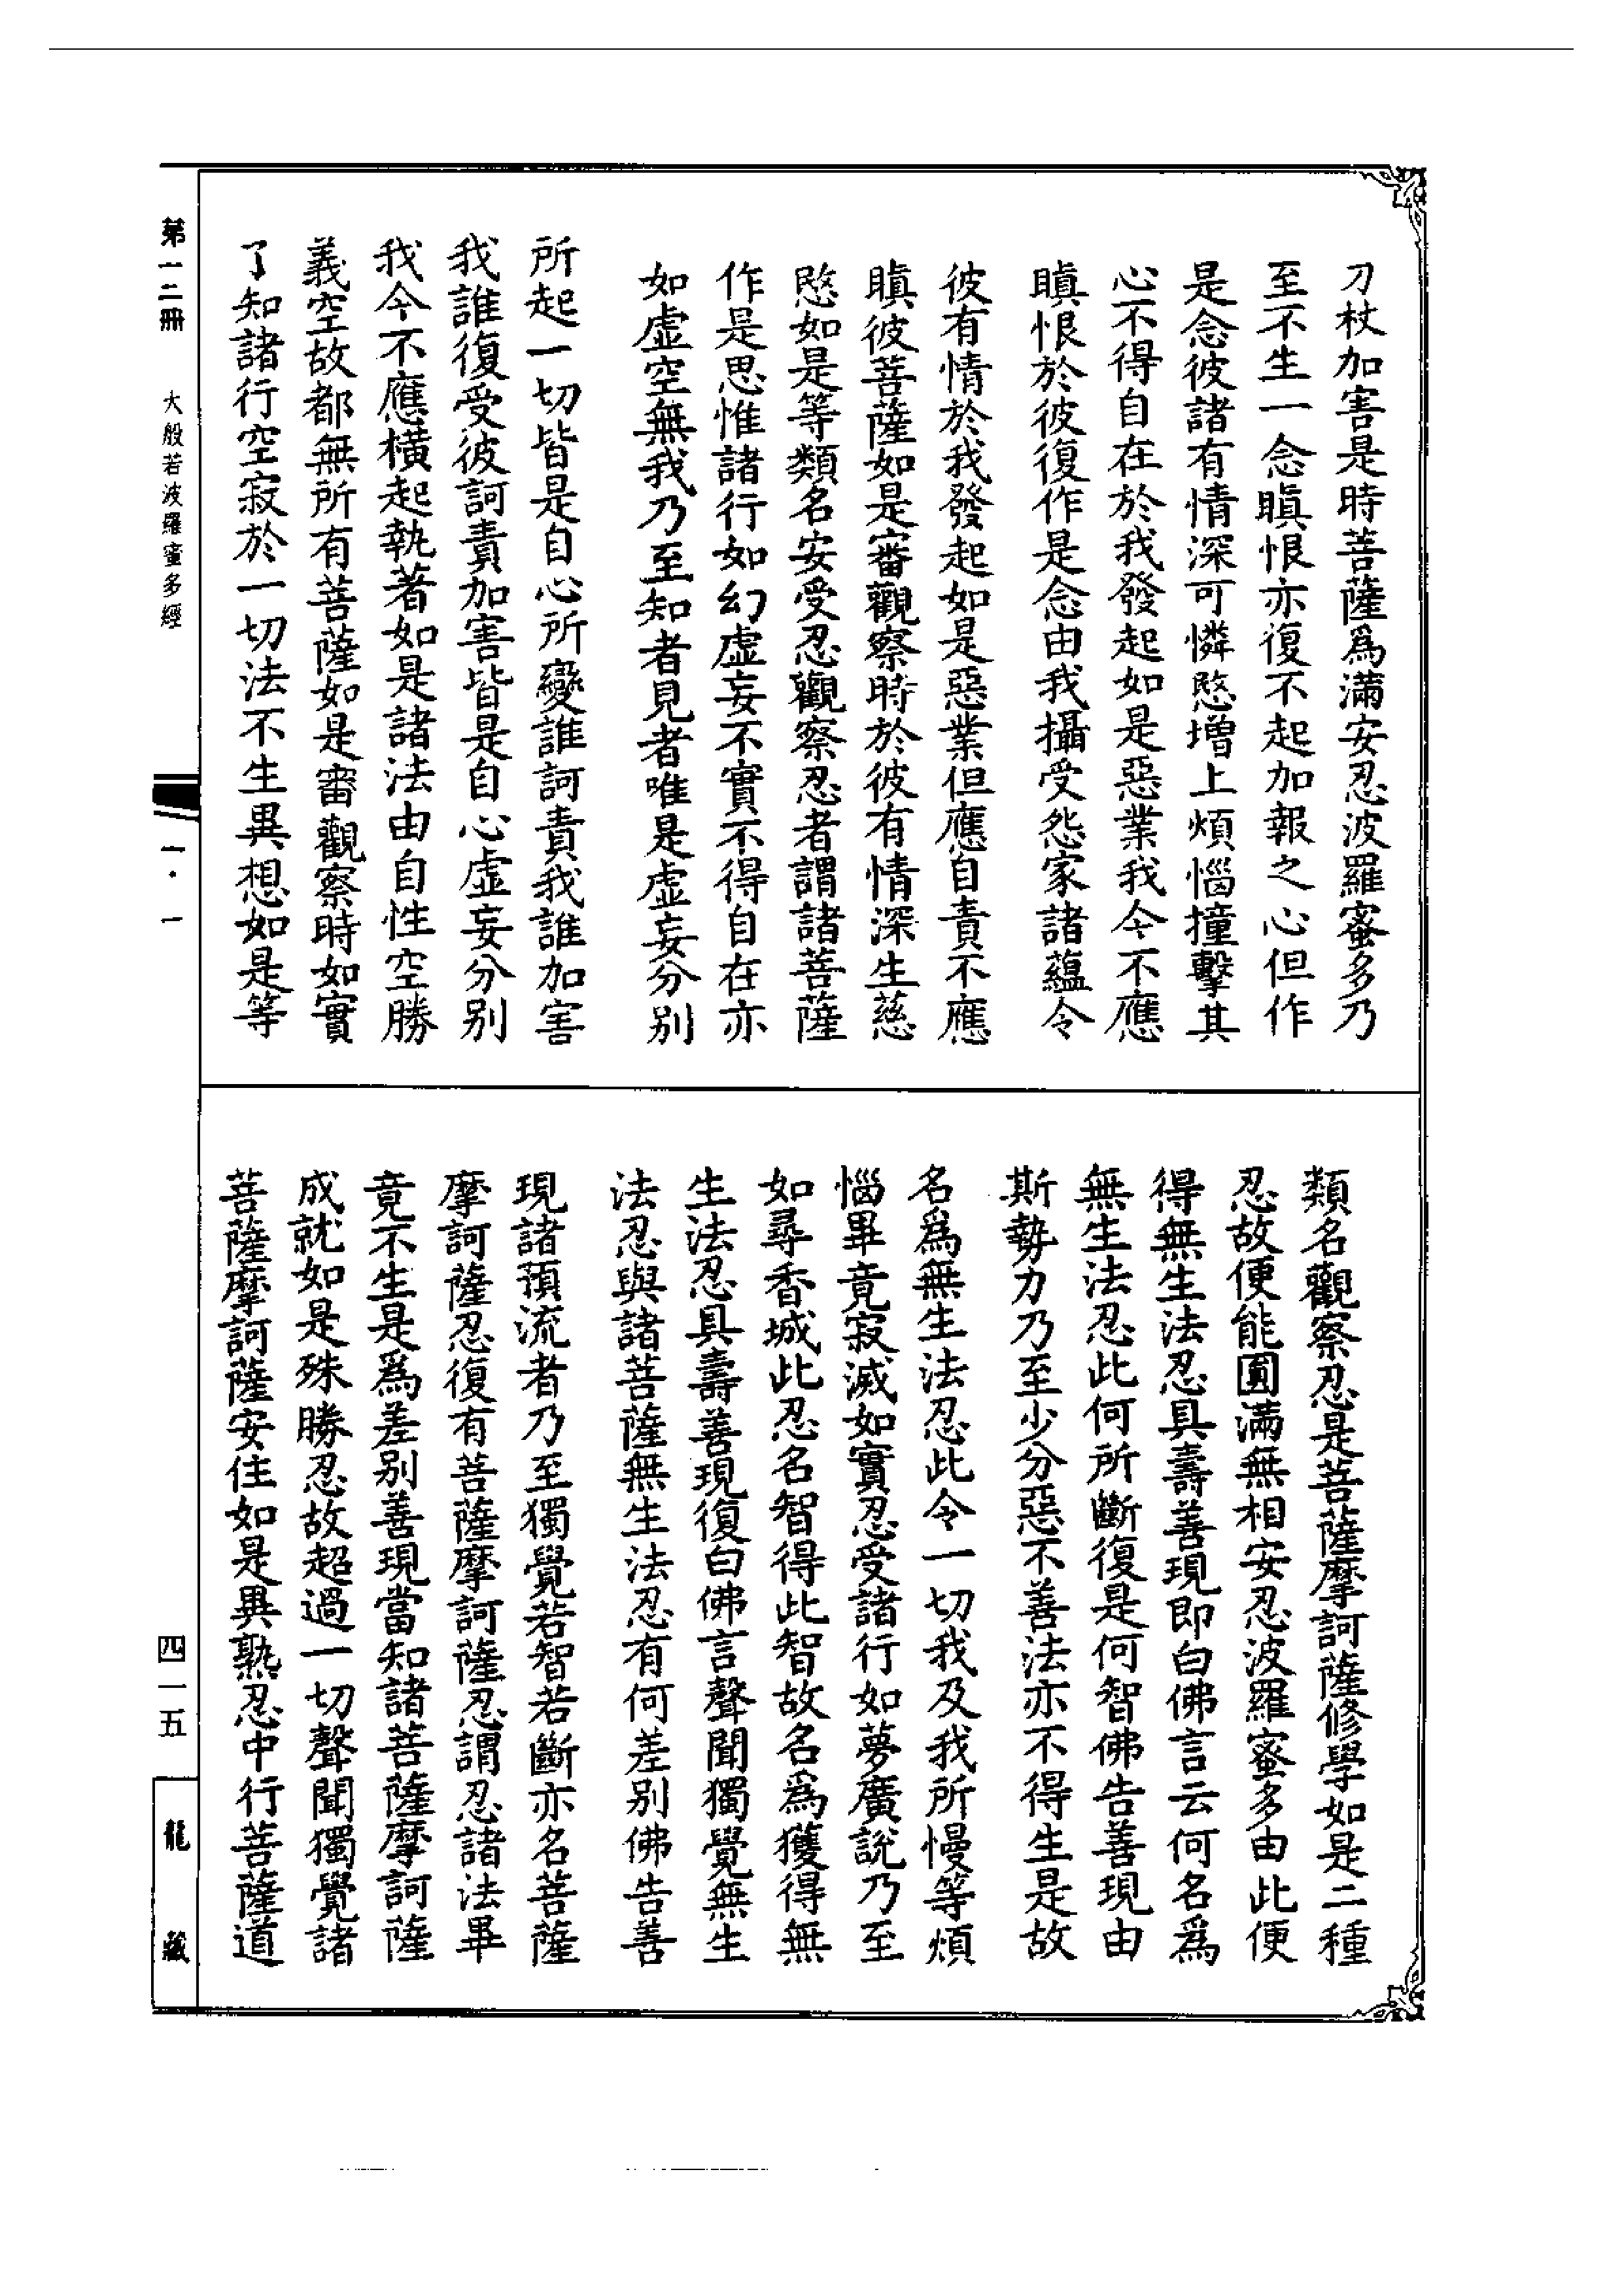 刀杖加害是時菩薩爲滿安忍波羅蜜多乃
至不生一念瞋恨亦復不起加報之心但作
是念彼諸有情深可憐愍增上煩惱撞擊其
心不得自在於我發起如是惡業我今不應
瞋恨於彼復作是念由我攝受怨家諸蘊令
彼有情於我發起如是惡業但應自責不應
瞋彼菩薩如是審觀察時於彼有情深生慈
愍如是等類名安受忍觀察忍者謂諸菩薩
作是思惟諸行如幻虛妄不實不得自在亦
如虛空無我乃至知者見者唯是虛妄分別
所起一切皆是自心所變誰訶責我誰加害
我誰復受彼訶責加害皆是自心虛妄分別
我今不應橫起執著如是諸法由自性空勝
義空故都無所有菩薩如是審觀察時如實
了知諸行空寂於一切法不生異想如是等
類名觀察忍是菩薩摩訶薩修學如是二種
忍故便能圓滿無相安忍波羅蜜多由此便
得無生法忍具壽善現即白佛言云何名爲
無生法忍此何所斷復是何智佛告善現由
斯勢力乃至少分惡不善法亦不得生是故
名爲無生法忍此令一切我及我所慢等煩
惱畢竟寂滅如實忍受諸行如夢廣說乃至
如尋香城此忍名智得此智故名爲獲得無
生法忍具壽善現復白佛言聲聞獨覺無生
法忍與諸菩薩無生法忍有何差別佛告善
現諸預流者乃至獨覺若智若斷亦名菩薩
摩訶薩忍復有菩薩摩訶薩忍謂忍諸法畢
竟不生是爲差別善現當知諸菩薩摩訶薩
成就如是殊勝忍故超過一切聲聞獨覺諸
菩薩摩訶薩安住如是異熟忍中行菩薩道
第一二冊 大般若波羅蜜多經 一·一 四一五 龍藏